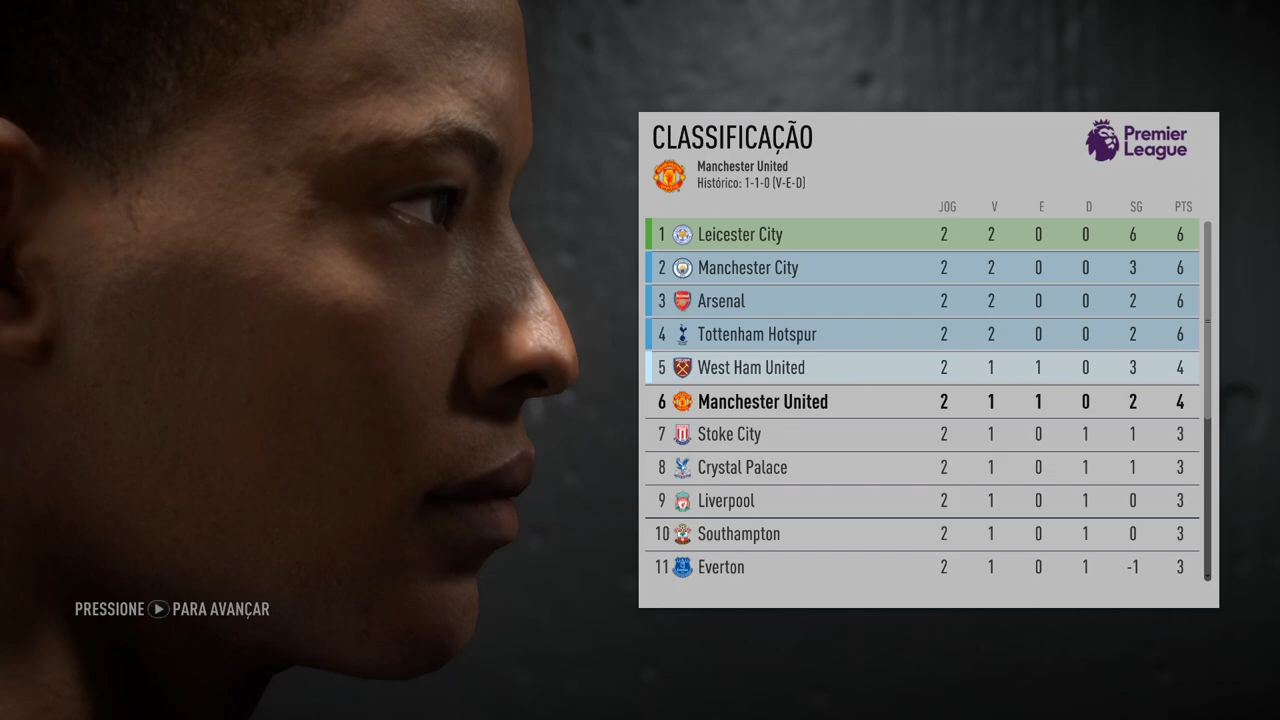 CLASSIFICAÇÃO
Premier
League
Manchester United
Histórico: 1-1-0 (V-E-D)
JOG V E D SG PTS
1 Leicester City 2 2 0 0 6 6
2 Manchester City 2 2 0 0 3 6
3 Arsenal 2 2 0 0 2 6
4 Tottenham Hotspur 2 2 0 0 2 6
5 West Ham United 2 1 1 0 3 4
6 Manchester United 2 1 1 0 2 4
7 Stoke City 2 1 0 1 1 3
8 Crystal Palace 2 1 0 1 1 3
9 Liverpool 2 1 0 1 0 3
10 Southampton 2 1 0 1 0 3
11 Everton 2 1 0 1 -1 3
PRESSIONE PARA AVANÇAR